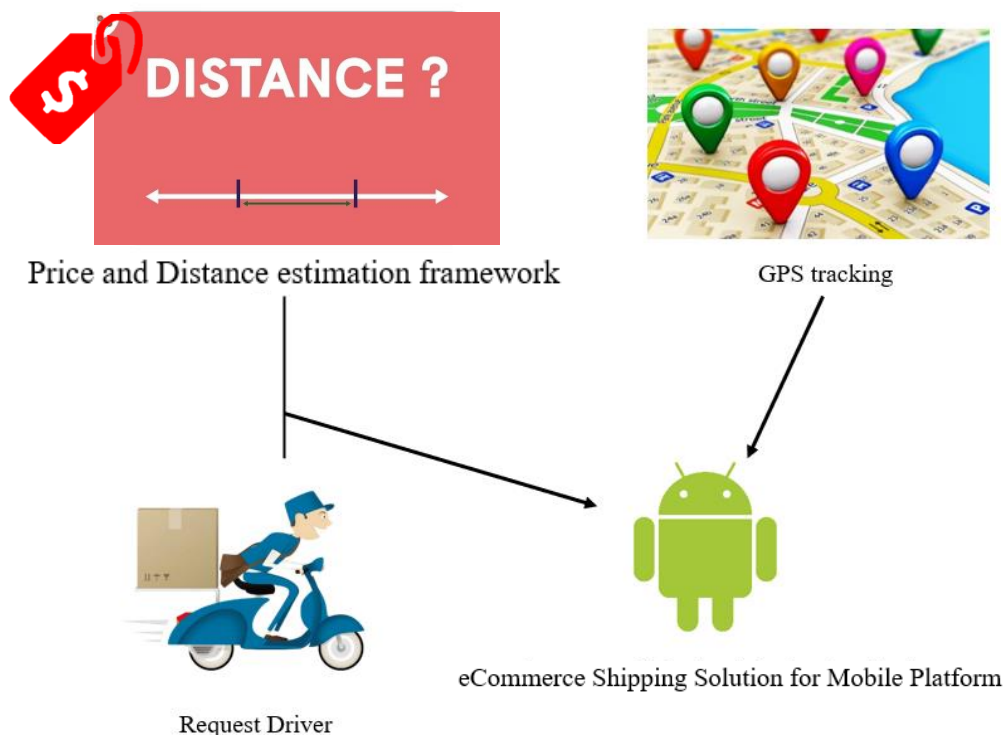 $
DISTANCE ?
Price and Distance estimation framework
GPS tracking
eCommerce Shipping Solution for Mobile Platform
Request Driver